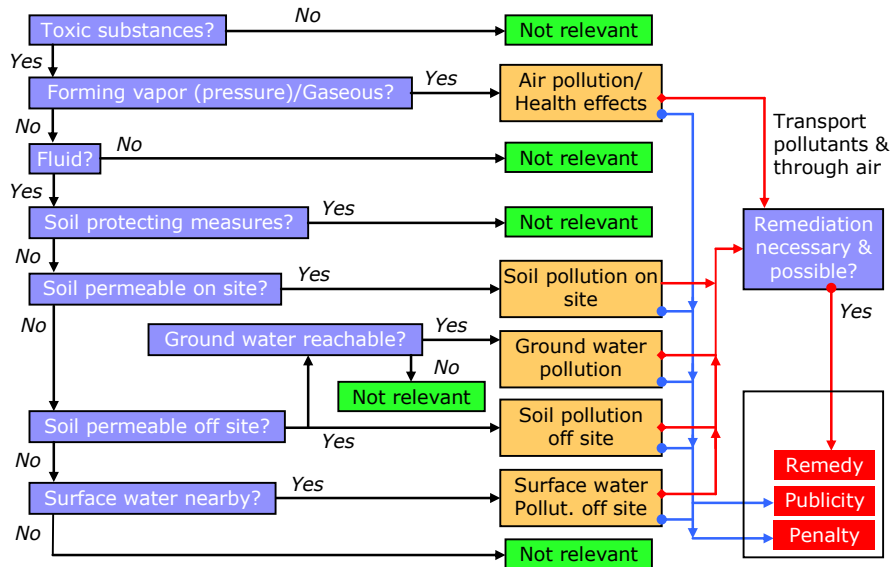 Toxic substances?
No
Not relevant
Yes
Forming vapor (pressure)/Gaseous?
Yes
Air pollution/
Health effects
No
Transport
pollutants &
through air
Fluid?
No
Not relevant
Yes
Soil protecting measures?
Yes
Not relevant
Remediation
necessary &
possible?
No
Soil permeable on site?
Yes
Soil pollution on
site
Yes
No
Ground water reachable?
Yes
Ground water
pollution
No
Not relevant
Soil permeable off site?
Yes
Soil pollution
off site
No
Remedy
Surface water nearby?
Yes
Surface water
Pollut. off site
Publicity
No
Penalty
Not relevant